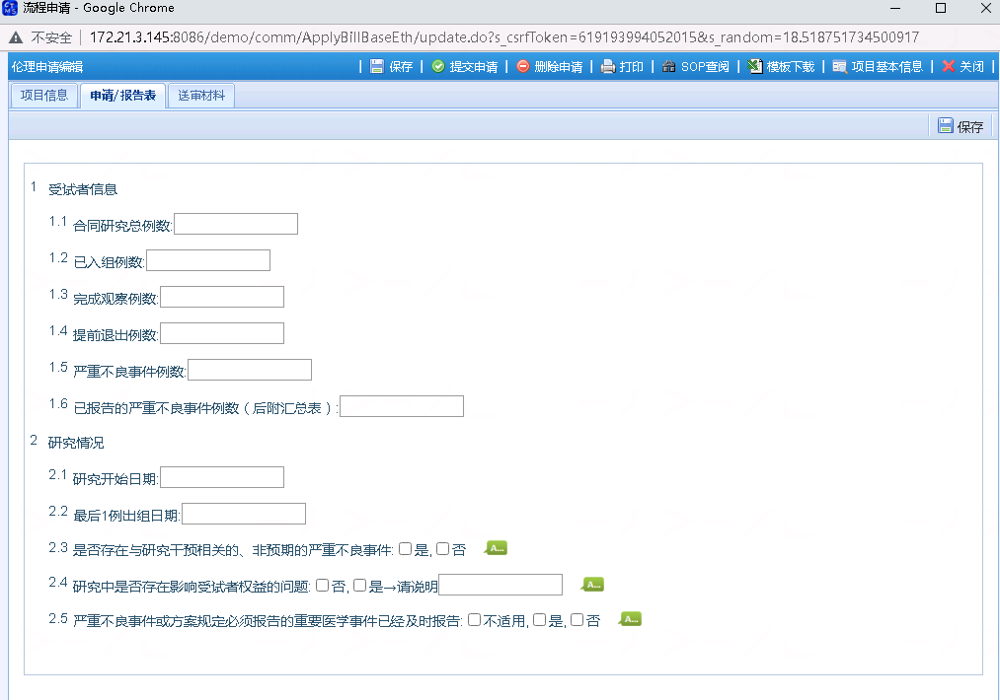 流程申请 - Google Chrome
不安全 | 172.21.3.145:8086/demo/comm/ApplyBillBaseEth/update.do?s_csrfToken=619193994052015&s_random=18.518751734500917
伦理申请编辑 | 保存 | 提交申请 | 删除申请 | 打印 | SOP查阅 | 模板下载 | 项目基本信息 | 关闭 |
项目信息 申请/报告表 送审材料
保存
1 受试者信息
1.1 合同研究总例数:
1.2 已入组例数:
1.3 完成观察例数:
1.4 提前退出例数:
1.5 严重不良事件例数:
1.6 已报告的严重不良事件例数（后附汇总表）:
2 研究情况
2.1 研究开始日期:
2.2 最后1例出组日期:
2.3 是否存在与研究干预相关的、非预期的严重不良事件: 是, 否 A...
2.4 研究中是否存在影响受试者权益的问题: 否, 是→请说明 A...
2.5 严重不良事件或方案规定必须报告的重要医学事件已经及时报告: 不适用, 是, 否 A...